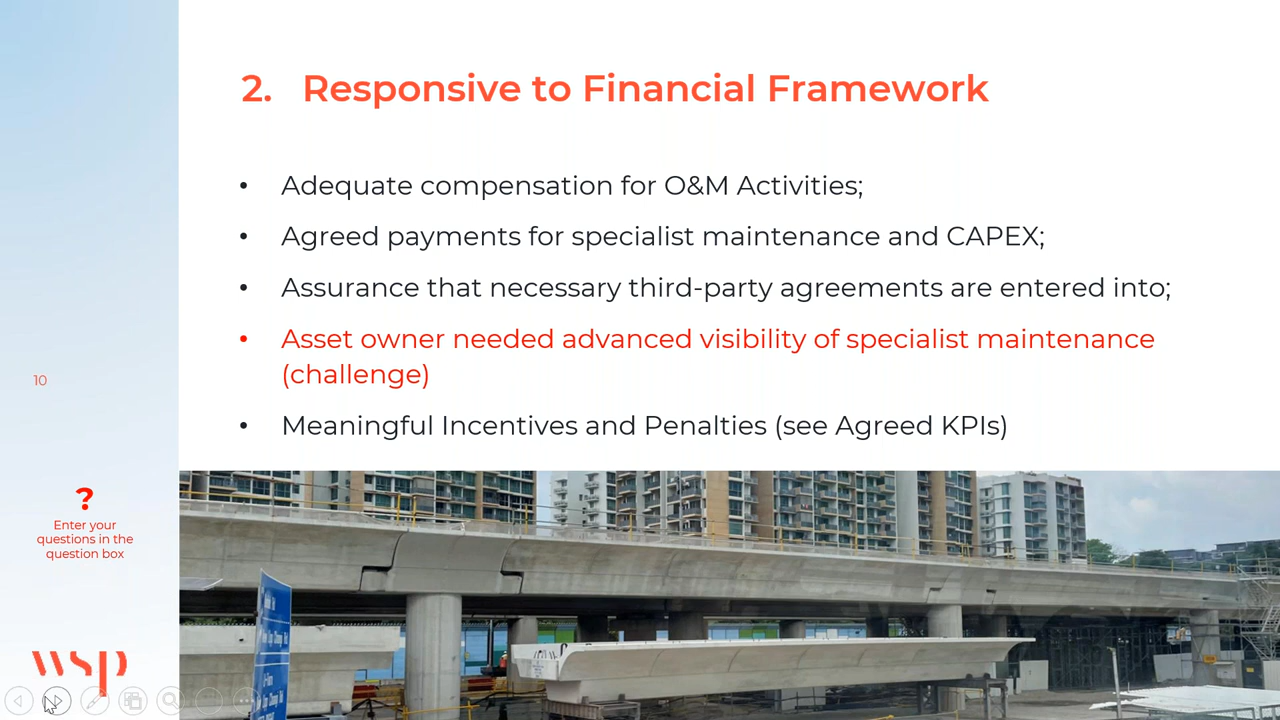 2. Responsive to Financial Framework
• Adequate compensation for O&M Activities;
• Agreed payments for specialist maintenance and CAPEX;
• Assurance that necessary third-party agreements are entered into;
• Asset owner needed advanced visibility of specialist maintenance
(challenge)
• Meaningful Incentives and Penalties (see Agreed KPIs)
10
?
Enter your
questions in the
question box
wsp